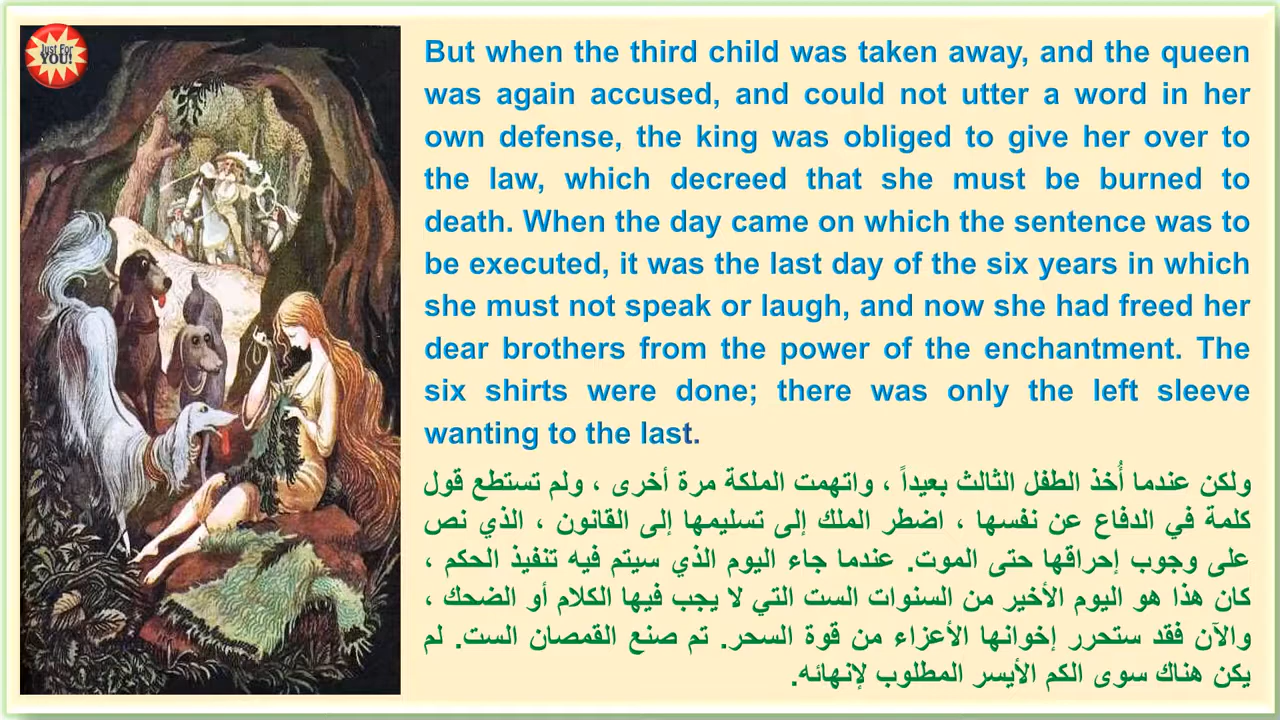 Just For
YOU!
But when the third child was taken away, and the queen
was again accused, and could not utter a word in her
own defense, the king was obliged to give her over to
the law, which decreed that she must be burned to
death. When the day came on which the sentence was to
be executed, it was the last day of the six years in which
she must not speak or laugh, and now she had freed her
dear brothers from the power of the enchantment. The
six shirts were done; there was only the left sleeve
wanting to the last.
ولكن عندما أُخذ الطفل الثالث بعيداً ، واتهمت الملكة مرة أخرى ، ولم تستطع قول
كلمة في الدفاع عن نفسها ، اضطر الملك إلى تسليمها إلى القانون ، الذي نص
على وجوب إحراقها حتى الموت. عندما جاء اليوم الذي سيتم فيه تنفيذ الحكم ،
كان هذا هو اليوم الأخير من السنوات الست التي لا يجب فيها الكلام أو الضحك ،
والآن فقد ستحرر إخوانها الأعزاء من قوة السحر. تم صنع القمصان الست. لم
يكن هناك سوى الكم الأيسر المطلوب لإنهائه.